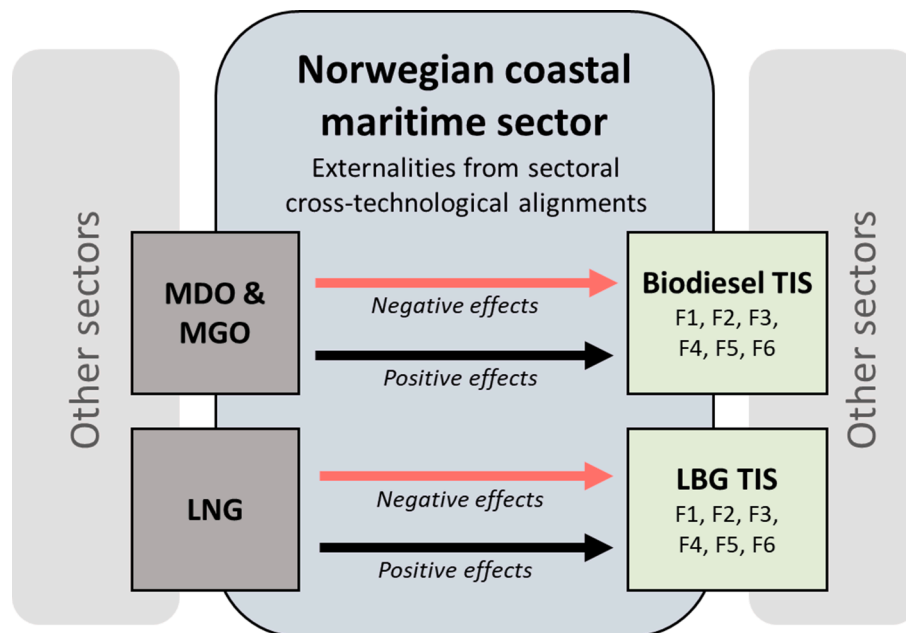 Norwegian coastal
maritime sector
Externalities from sectoral
cross-technological alignments
Other sectors
MDO &
MGO
Negative effects
Positive effects
Biodiesel TIS
F1, F2, F3,
F4, F5, F6
LNG
Negative effects
Positive effects
LBG TIS
F1, F2, F3,
F4, F5, F6
Other sectors